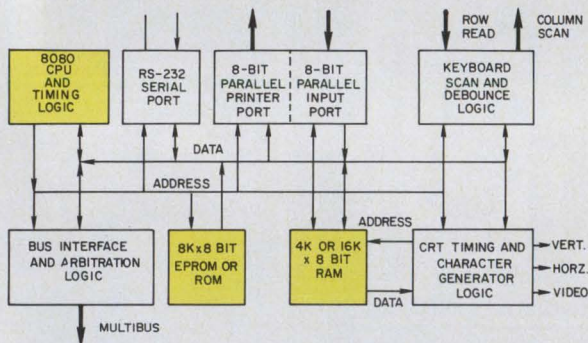 ROW
READ
COLUMN
SCAN
8080
CPU
AND
TIMING
LOGIC
RS-232
SERIAL
PORT
8-BIT
PARALLEL
PRINTER
PORT
8-BIT
PARALLEL
INPUT
PORT
KEYBOARD
SCAN AND
DEBOUNCE
LOGIC
DATA
ADDRESS
BUS INTERFACE
AND ARBITRATION
LOGIC
8K x 8 BIT
EPROM OR
ROM
4K OR 16K
x 8 BIT
RAM
ADDRESS
DATA
CRT TIMING AND
CHARACTER
GENERATOR
LOGIC
VERT.
HORZ.
VIDEO
MULTIBUS